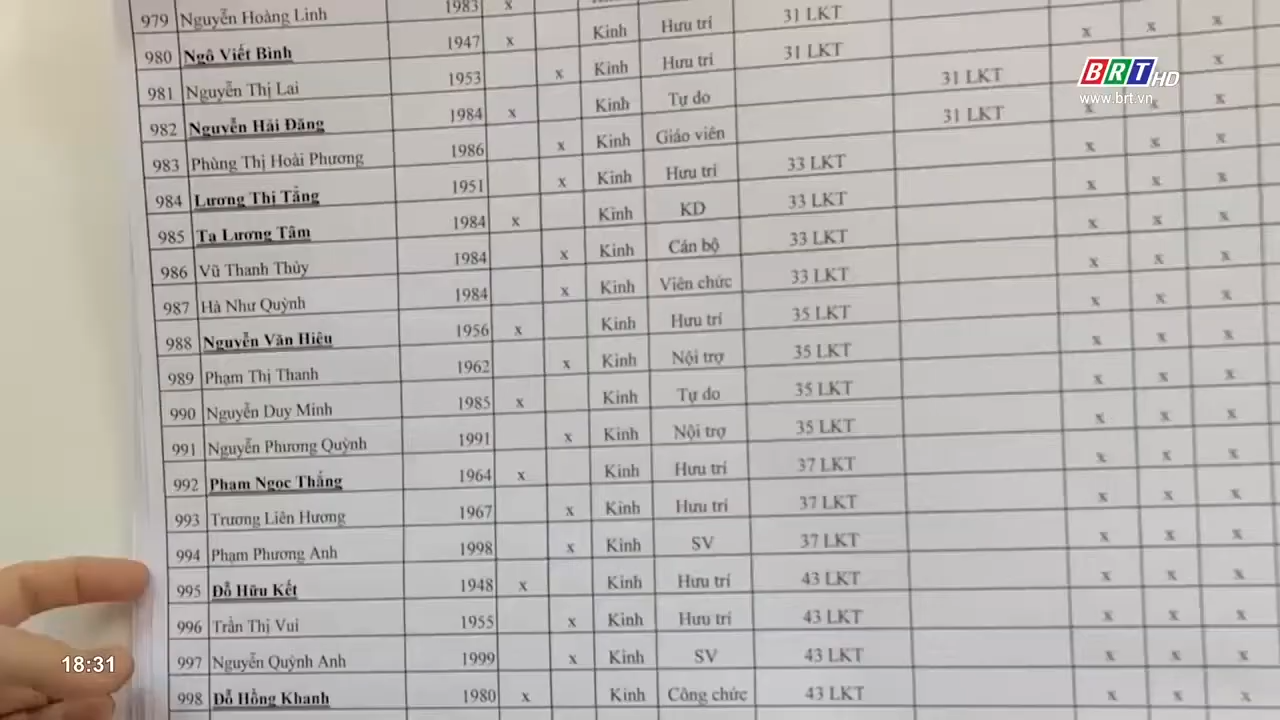 979 Nguyễn Hoàng Linh 1983 x Kinh
980 Ngô Viết Bình 1947 x Kinh Hưu trí 31 LKT
981 Nguyễn Thị Lai 1953 x Kinh Hưu trí 31 LKT x x x
982 Nguyễn Hải Đăng 1984 x Kinh Tự do 31 LKT x
983 Phùng Thị Hoài Phương 1986 x Kinh Giáo viên 31 LKT x x x
984 Lương Thị Tằng 1951 x Kinh Hưu trí 33 LKT x x x
985 Tạ Lương Tâm 1984 x Kinh KD 33 LKT x x x
986 Vũ Thanh Thủy 1984 x Kinh Cán bộ 33 LKT x x x
987 Hà Như Quỳnh 1984 x Kinh Viên chức 33 LKT x x x
988 Nguyễn Văn Hiệu 1956 x Kinh Hưu trí 35 LKT x x x
989 Phạm Thị Thanh 1962 x Kinh Nội trợ 35 LKT x x x
990 Nguyễn Duy Minh 1985 x Kinh Tự do 35 LKT x x x
991 Nguyễn Phương Quỳnh 1991 x Kinh Nội trợ 35 LKT x x x
992 Phạm Ngọc Thắng 1964 x Kinh Hưu trí 37 LKT x x x
993 Trương Liên Hương 1967 x Kinh Hưu trí 37 LKT x x x
994 Phạm Phương Anh 1998 x Kinh SV 37 LKT x x x
995 Đỗ Hữu Kết 1948 x Kinh Hưu trí 43 LKT x x x
996 Trần Thị Vui 1955 x Kinh Hưu trí 43 LKT x x x
997 Nguyễn Quỳnh Anh 1999 x Kinh SV 43 LKT x x x
998 Đỗ Hồng Khanh 1980 x Kinh Công chức 43 LKT x x x
BRT HD
www.brt.vn
18:31